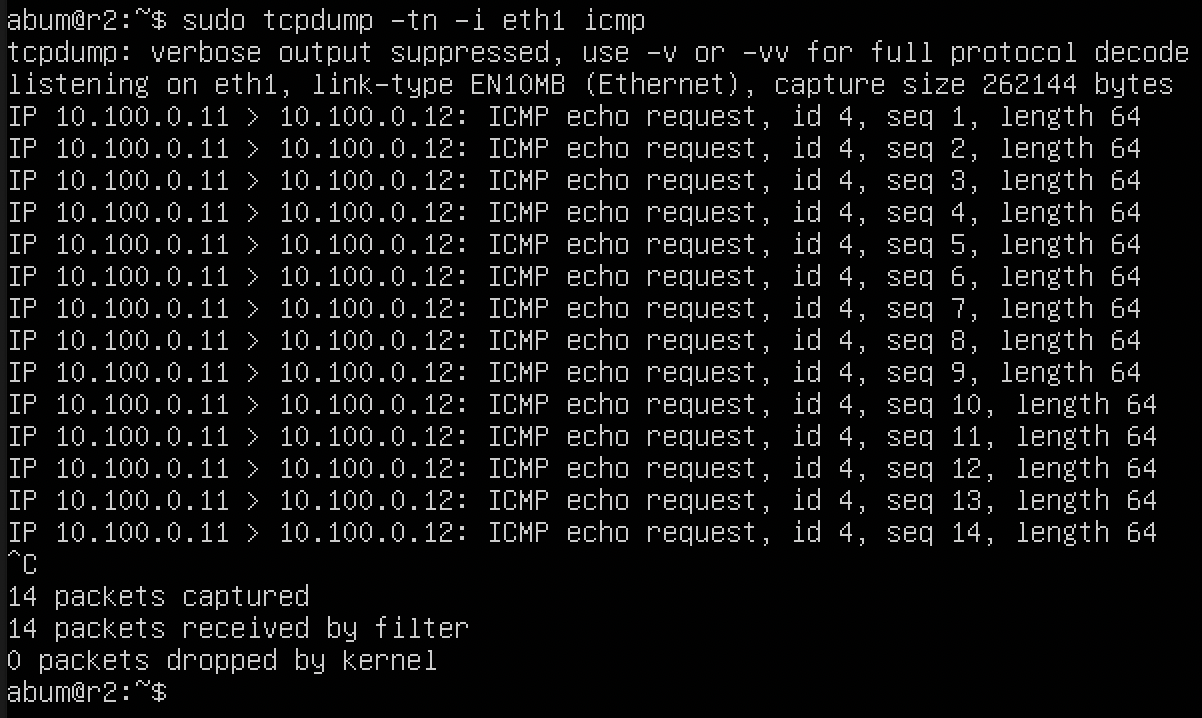 abum@r2:~$ sudo tcpdump -tn -i eth1 icmp
tcpdump: verbose output suppressed, use -v or -vv for full protocol decode
listening on eth1, link-type EN10MB (Ethernet), capture size 262144 bytes
IP 10.100.0.11 > 10.100.0.12: ICMP echo request, id 4, seq 1, length 64
IP 10.100.0.11 > 10.100.0.12: ICMP echo request, id 4, seq 2, length 64
IP 10.100.0.11 > 10.100.0.12: ICMP echo request, id 4, seq 3, length 64
IP 10.100.0.11 > 10.100.0.12: ICMP echo request, id 4, seq 4, length 64
IP 10.100.0.11 > 10.100.0.12: ICMP echo request, id 4, seq 5, length 64
IP 10.100.0.11 > 10.100.0.12: ICMP echo request, id 4, seq 6, length 64
IP 10.100.0.11 > 10.100.0.12: ICMP echo request, id 4, seq 7, length 64
IP 10.100.0.11 > 10.100.0.12: ICMP echo request, id 4, seq 8, length 64
IP 10.100.0.11 > 10.100.0.12: ICMP echo request, id 4, seq 9, length 64
IP 10.100.0.11 > 10.100.0.12: ICMP echo request, id 4, seq 10, length 64
IP 10.100.0.11 > 10.100.0.12: ICMP echo request, id 4, seq 11, length 64
IP 10.100.0.11 > 10.100.0.12: ICMP echo request, id 4, seq 12, length 64
IP 10.100.0.11 > 10.100.0.12: ICMP echo request, id 4, seq 13, length 64
IP 10.100.0.11 > 10.100.0.12: ICMP echo request, id 4, seq 14, length 64
^C
14 packets captured
14 packets received by filter
0 packets dropped by kernel
abum@r2:~$